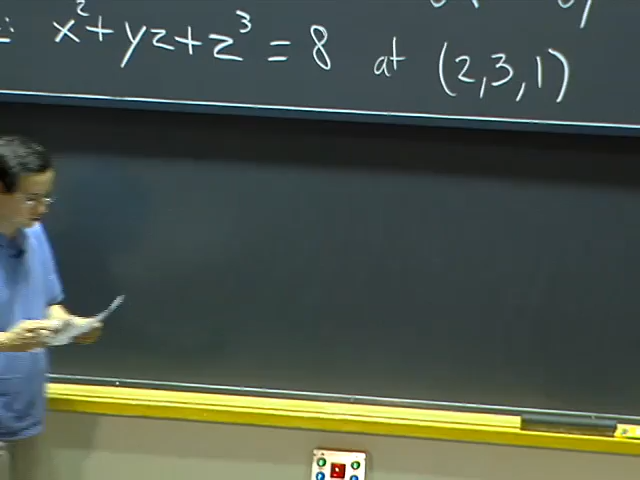 : x²+yz+z³=8 at (2,3,1)